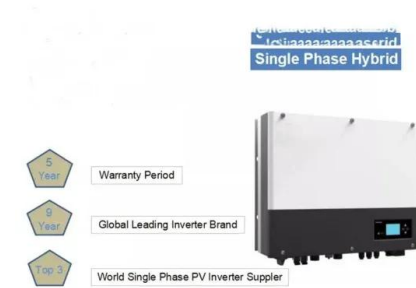 Single Phase Hybrid
5
Year
Warranty Period
9
Year
Global Leading Inverter Brand
Top 3
World Single Phase PV Inverter Suppler